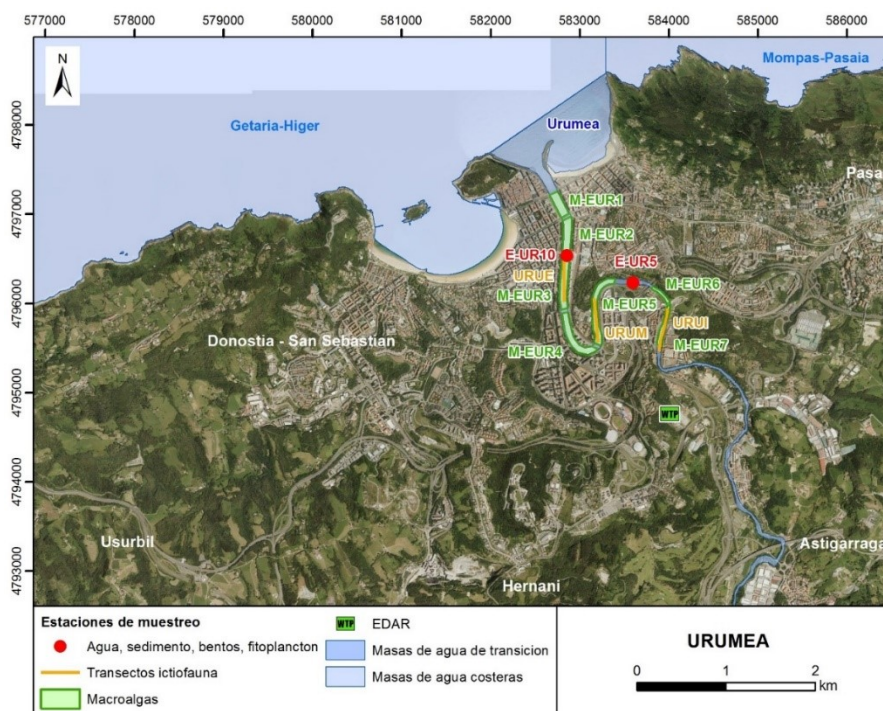 577000 578000 579000 580000 581000 582000 583000 584000 585000 586000
N
Mompas-Pasaia
4798000
Getaria-Higer
Urumea
Pasa
4797000
M-EUR1
M-EUR2
E-UR10
E-UR5
URUE
M-EUR6
M-EUR3
4796000
M-EUR5
URUI
Donostia - San Sebastian
URUM
M-EUR4
M-EUR7
4795000
WTP
4794000
Usurbil
Astigarraga
4793000
Hernani
Estaciones de muestreo
Agua, sedimento, bentos, fitoplancton
Transectos ictiofauna
Macroalgas
WTP EDAR
Masas de agua de transicion
Masas de agua costeras
URUMEA
0 1 2
km